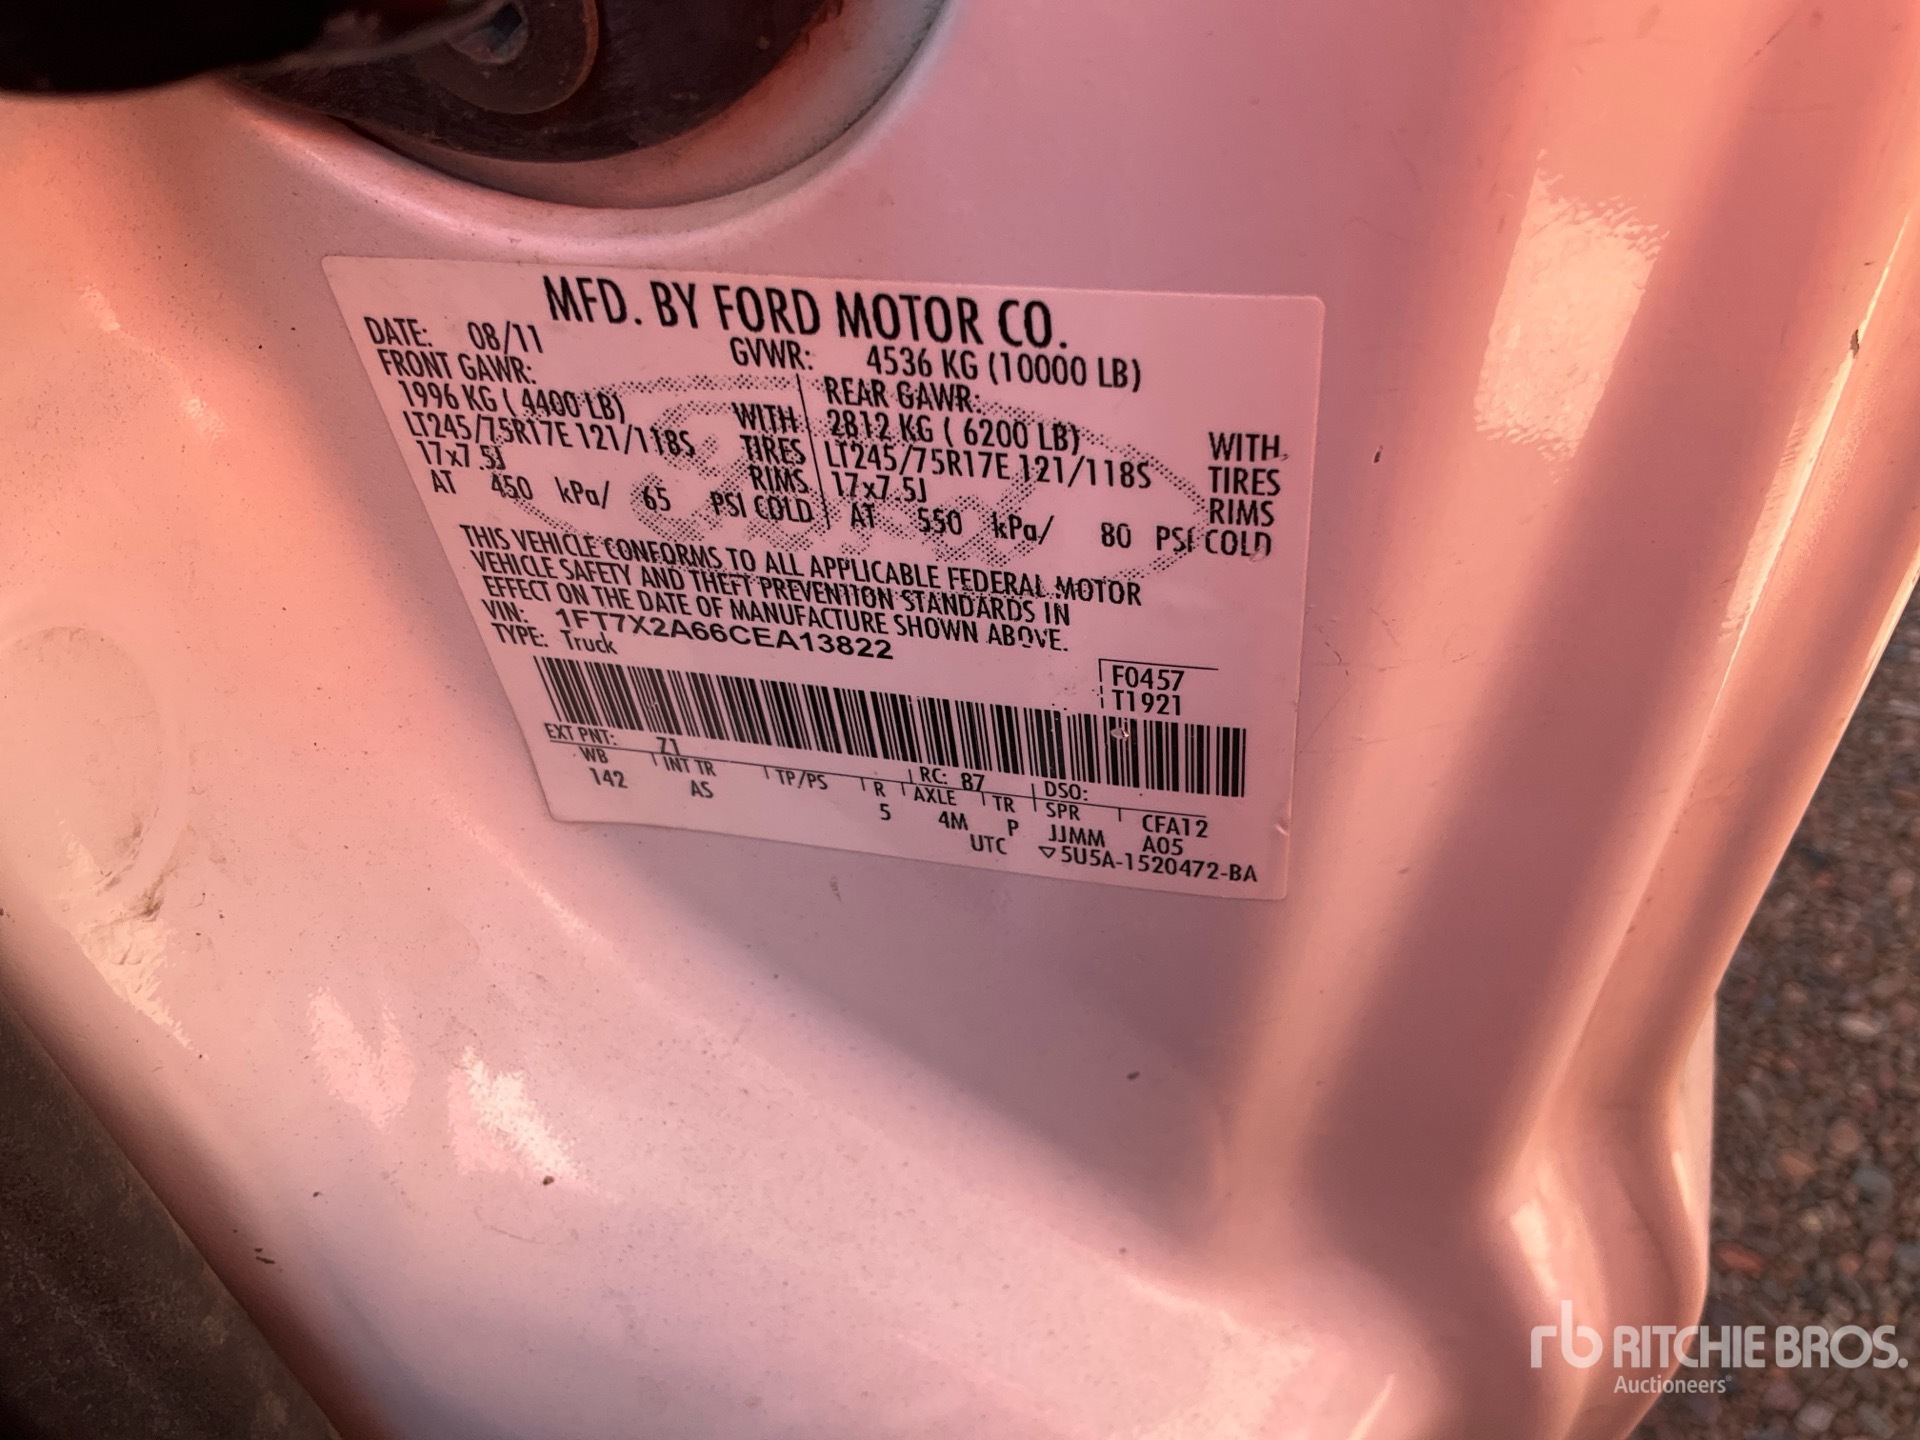 MFD. BY FORD MOTOR CO.
DATE: 08/11 GVWR: 4536 KG (10000 LB)
FRONT GAWR: REAR GAWR:
1996 KG ( 4400 LB) WITH 2812 KG ( 6200 LB) WITH
LT245/75R17E 121/118S TIRES LT245/75R17E 121/118S TIRES
17x7.5J RIMS 17x7.5J RIMS
AT 450 kPa/ 65 PSI COLD AT 550 kPa/ 80 PSI COLD
THIS VEHICLE CONFORMS TO ALL APPLICABLE FEDERAL MOTOR
VEHICLE SAFETY AND THEFT PREVENTION STANDARDS IN
EFFECT ON THE DATE OF MANUFACTURE SHOWN ABOVE.
VIN: 1FT7X2A66CEA13822
TYPE: Truck
F0457
T1921
EXT PNT: Z1 RC: 87 DSO:
WB INT TR TP/PS R AXLE TR SPR CFA12
142 AS 5 4M P JJMM A05
UTC ▽5U5A-1520472-BA
rb RITCHIE BROS.
Auctioneers